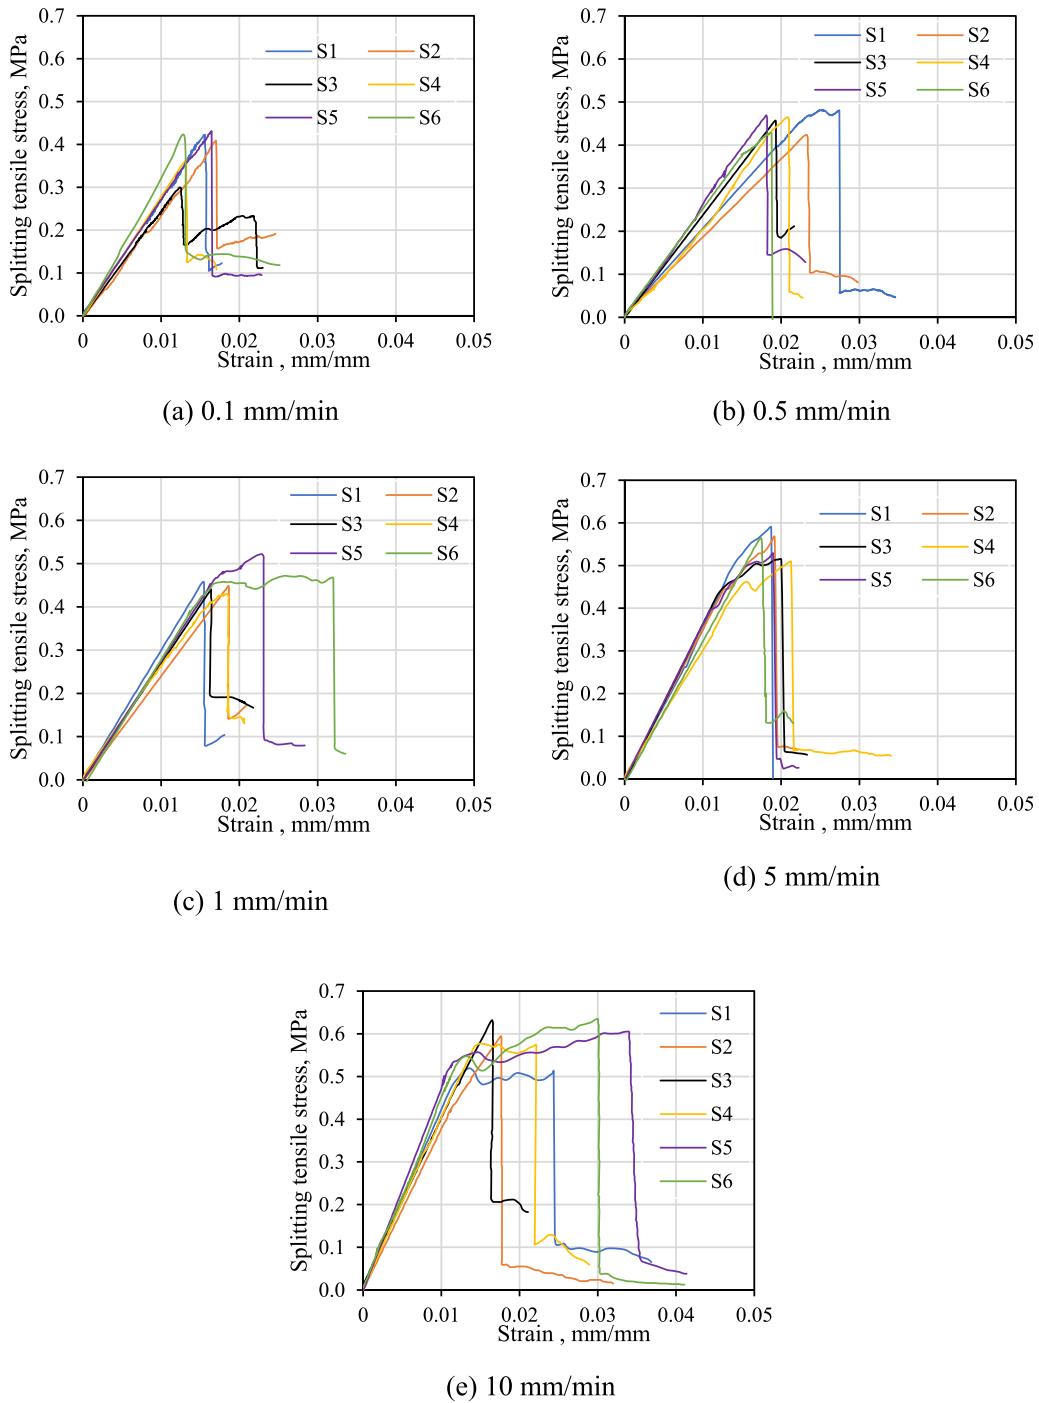 0.7
0.6
0.5
0.4
0.3
0.2
0.1
0.0
Splitting tensile stress, MPa
S1 S2
S3 S4
S5 S6
0 0.01 0.02 0.03 0.04 0.05
Strain , mm/mm
(a) 0.1 mm/min
0.7
0.6
0.5
0.4
0.3
0.2
0.1
0.0
Splitting tensile stress, MPa
S1 S2
S3 S4
S5 S6
0 0.01 0.02 0.03 0.04 0.05
Strain , mm/mm
(b) 0.5 mm/min
0.7
0.6
0.5
0.4
0.3
0.2
0.1
0.0
Splitting tensile stress, MPa
S1 S2
S3 S4
S5 S6
0 0.01 0.02 0.03 0.04 0.05
Strain , mm/mm
(c) 1 mm/min
0.7
0.6
0.5
0.4
0.3
0.2
0.1
0.0
Splitting tensile stress, MPa
S1 S2
S3 S4
S5 S6
0 0.01 0.02 0.03 0.04 0.05
Strain , mm/mm
(d) 5 mm/min
0.7
0.6
0.5
0.4
0.3
0.2
0.1
0.0
Splitting tensile stress, MPa
S1
S2
S3
S4
S5
S6
0 0.01 0.02 0.03 0.04 0.05
Strain , mm/mm
(e) 10 mm/min